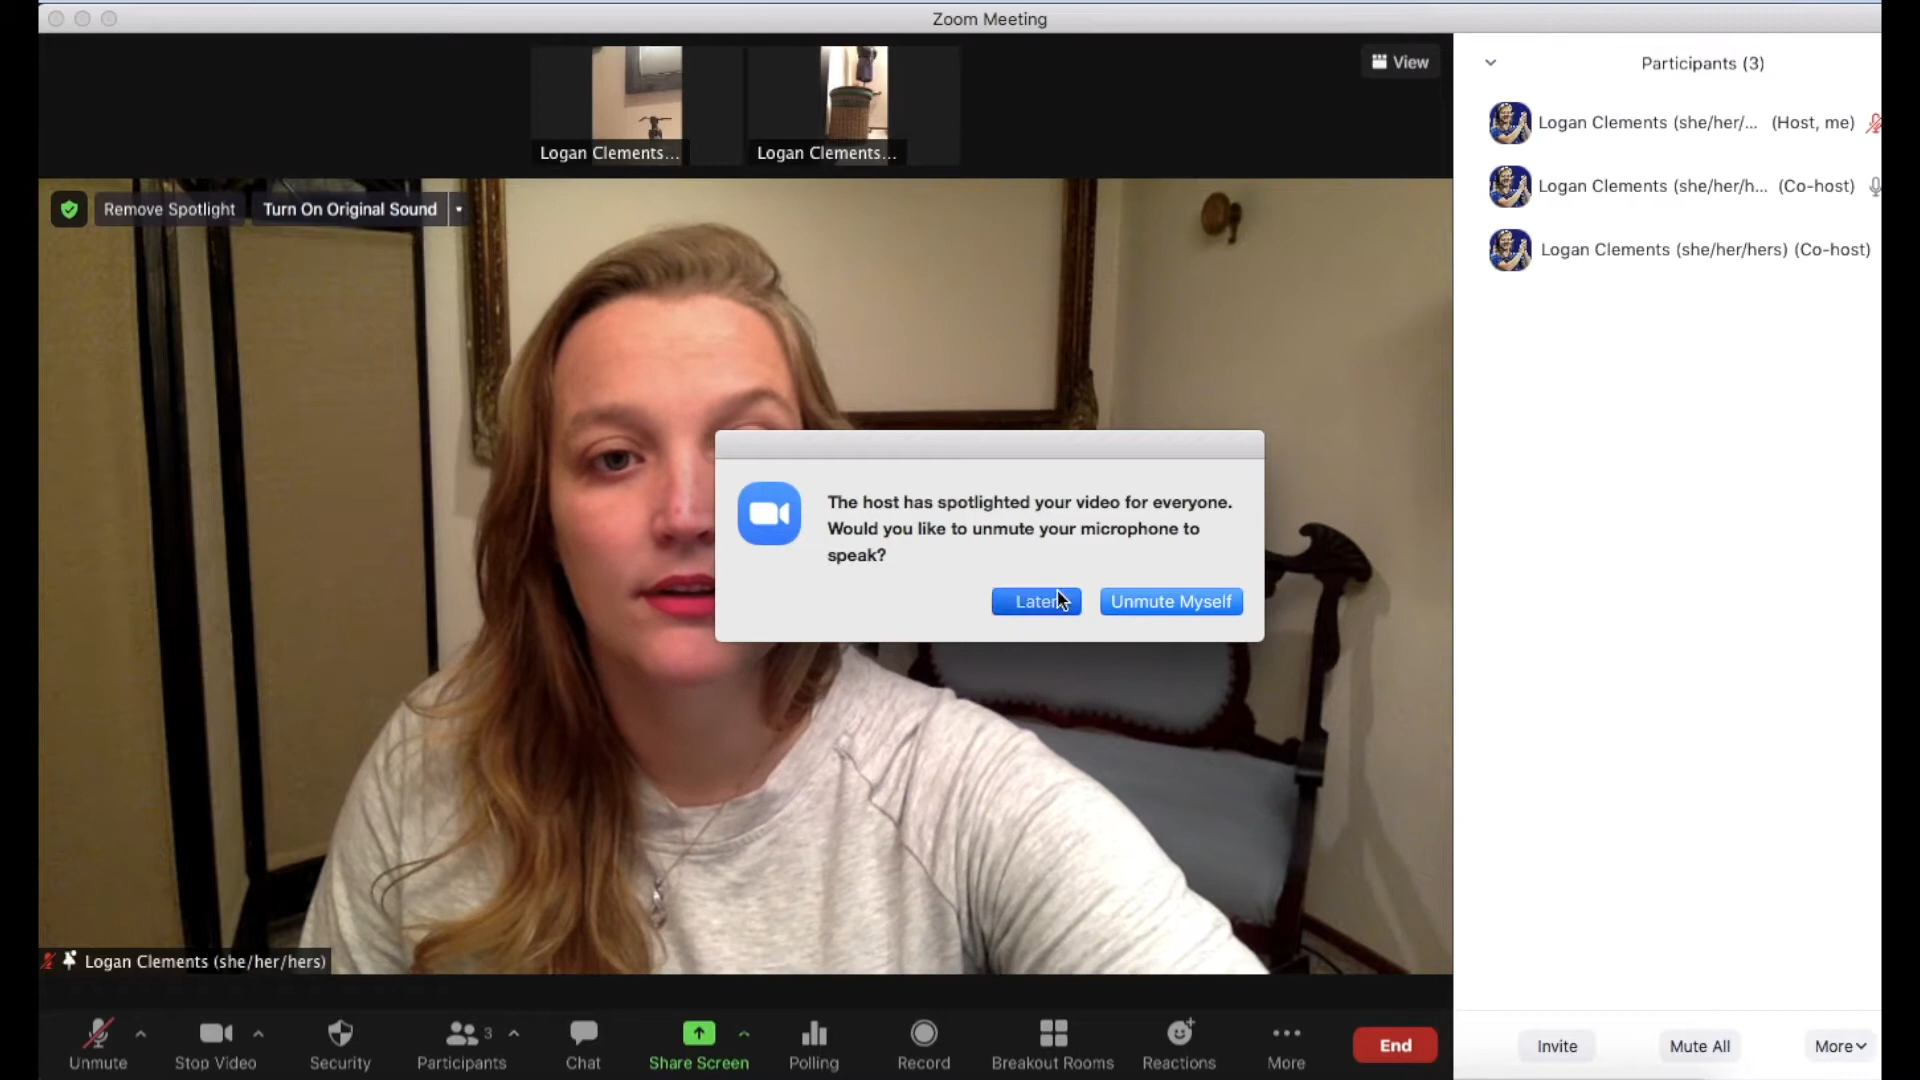 Zoom Meeting
Logan Clements...
Logan Clements...
View
Participants (3)
Logan Clements (she/her/... (Host, me)
Logan Clements (she/her/h... (Co-host)
Logan Clements (she/her/hers) (Co-host)
Remove Spotlight
Turn On Original Sound
The host has spotlighted your video for everyone.
Would you like to unmute your microphone to
speak?
Later
Unmute Myself
Logan Clements (she/her/hers)
Unmute
Stop Video
Security
3
Participants
Chat
Share Screen
Polling
Record
Breakout Rooms
Reactions
More
End
Invite
Mute All
More